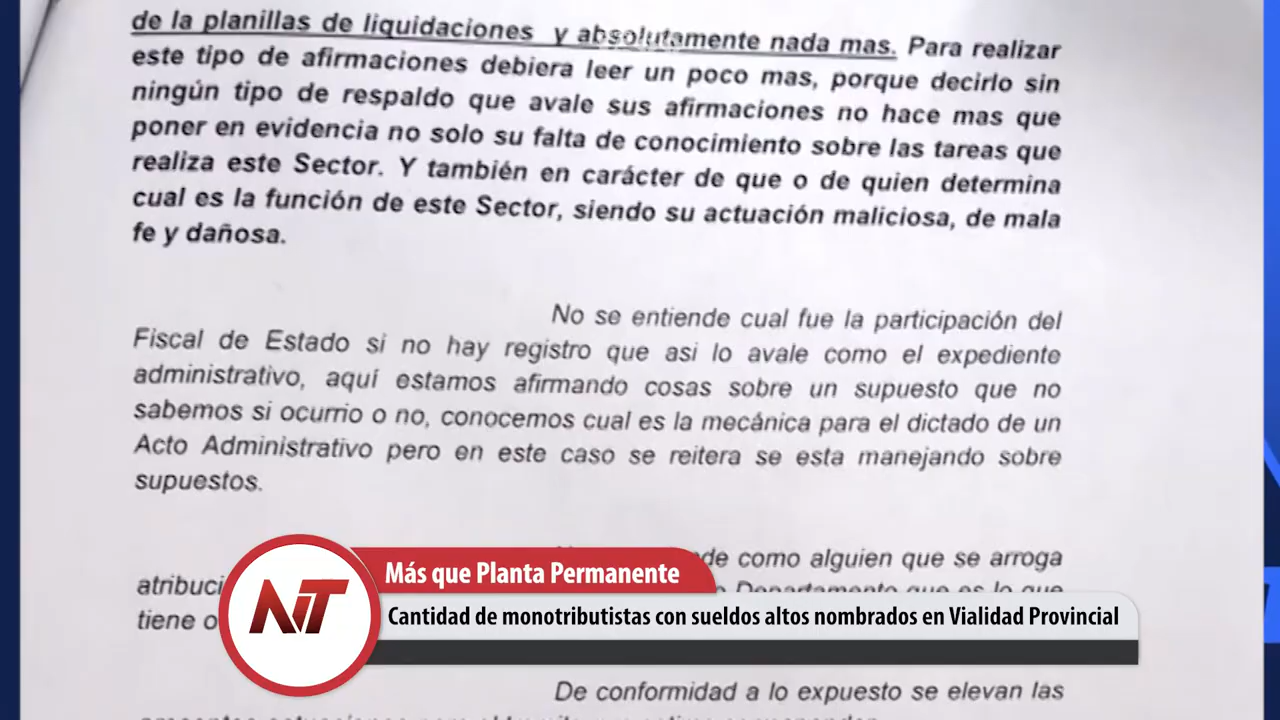 de la planillas de liquidaciones y absolutamente nada mas. Para realizar
este tipo de afirmaciones debiera leer un poco mas, porque decirlo sin
ningún tipo de respaldo que avale sus afirmaciones no hace mas que
poner en evidencia no solo su falta de conocimiento sobre las tareas que
realiza este Sector. Y también en carácter de que o de quien determina
cual es la función de este Sector, siendo su actuación maliciosa, de mala
fe y dañosa.
No se entiende cual fue la participación del
Fiscal de Estado si no hay registro que asi lo avale como el expediente
administrativo, aquí estamos afirmando cosas sobre un supuesto que no
sabemos si ocurrio o no, conocemos cual es la mecánica para el dictado de un
Acto Administrativo pero en este caso se reitera se esta manejando sobre
supuestos.
como alguien que se arroga
atribuci
Departamento que es lo que
tiene o
NiT
Más que Planta Permanente
Cantidad de monotributistas con sueldos altos nombrados en Vialidad Provincial
De conformidad a lo expuesto se elevan las